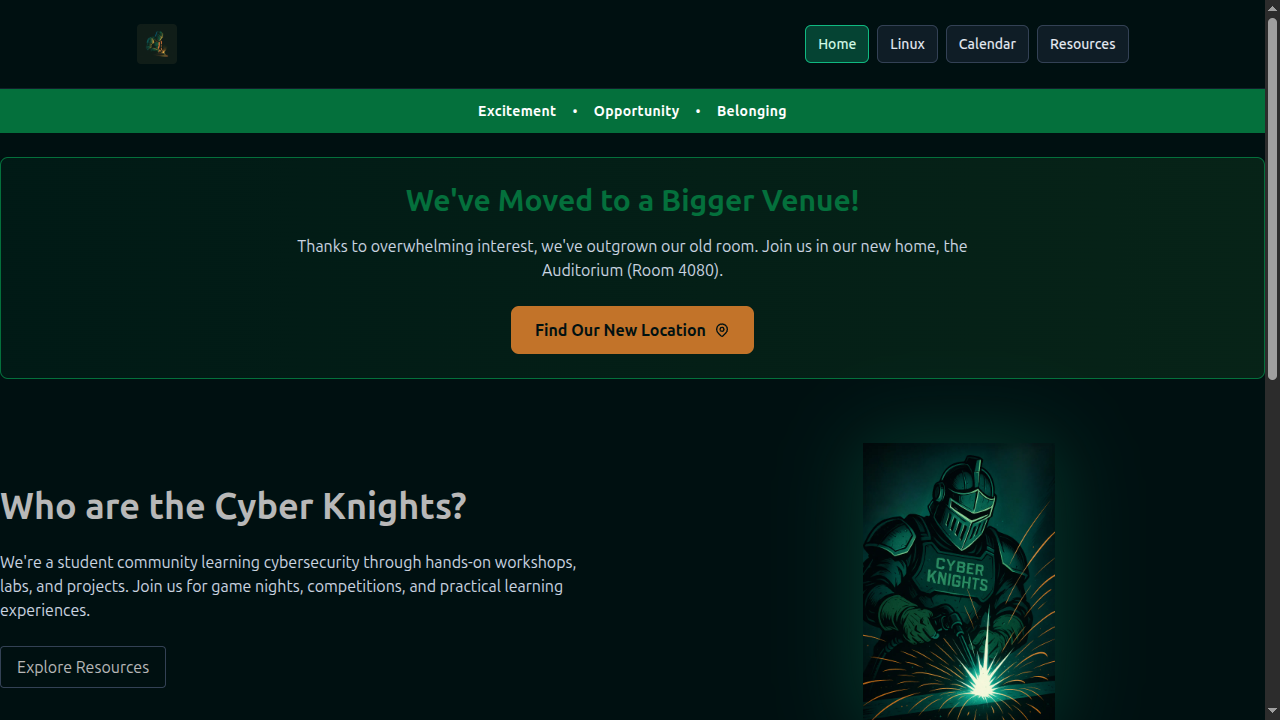 Home Linux Calendar Resources
Excitement • Opportunity • Belonging
We've Moved to a Bigger Venue!
Thanks to overwhelming interest, we've outgrown our old room. Join us in our new home, the
Auditorium (Room 4080).
Find Our New Location
Who are the Cyber Knights?
We're a student community learning cybersecurity through hands-on workshops,
labs, and projects. Join us for game nights, competitions, and practical learning
experiences.
Explore Resources
CYBER
KNIGHTS